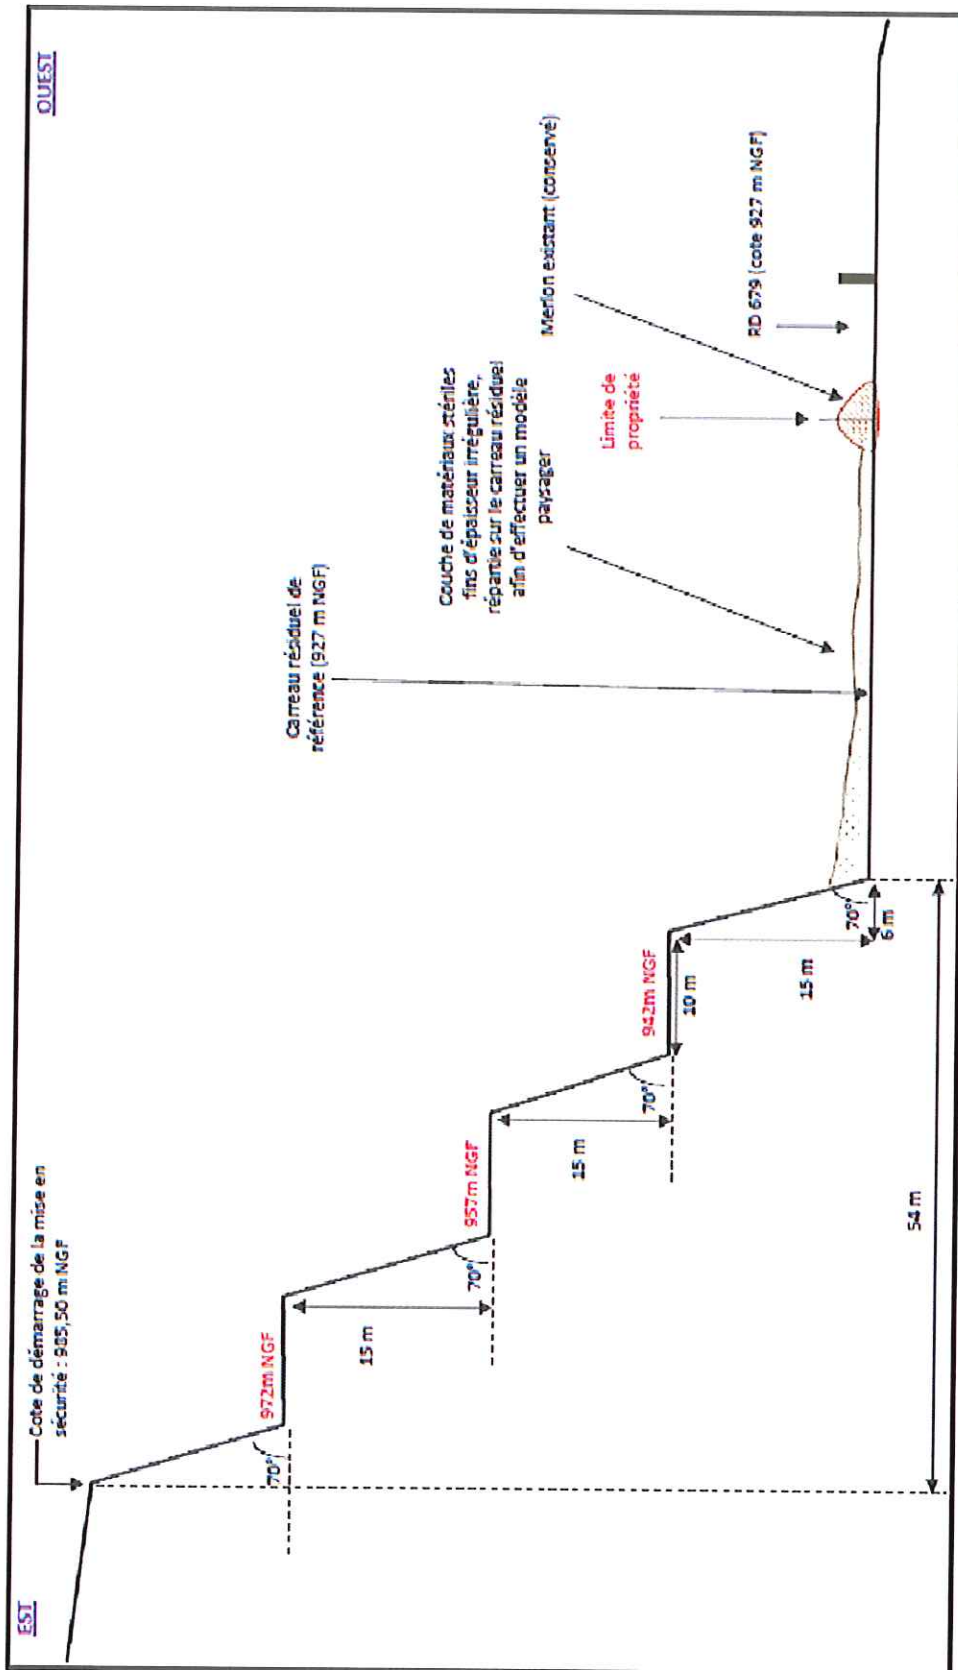 EST
OUEST
Cote de démarrage de la mise en
sécurité : 985,50 m NGF
972m NGF
70°
15 m
957m NGF
70°
15 m
942m NGF
70°
10 m
15 m
70°
6 m
54 m
Carreau résiduel de
référence (927 m NGF)
Couche de matériaux stériles
fins d'épaisseur irrégulière,
répartie sur le carreau résiduel
afin d'effectuer un modèle
paysager
Limite de
propriété
Merlon existant (conservé)
RD 679 (cote 927 m NGF)